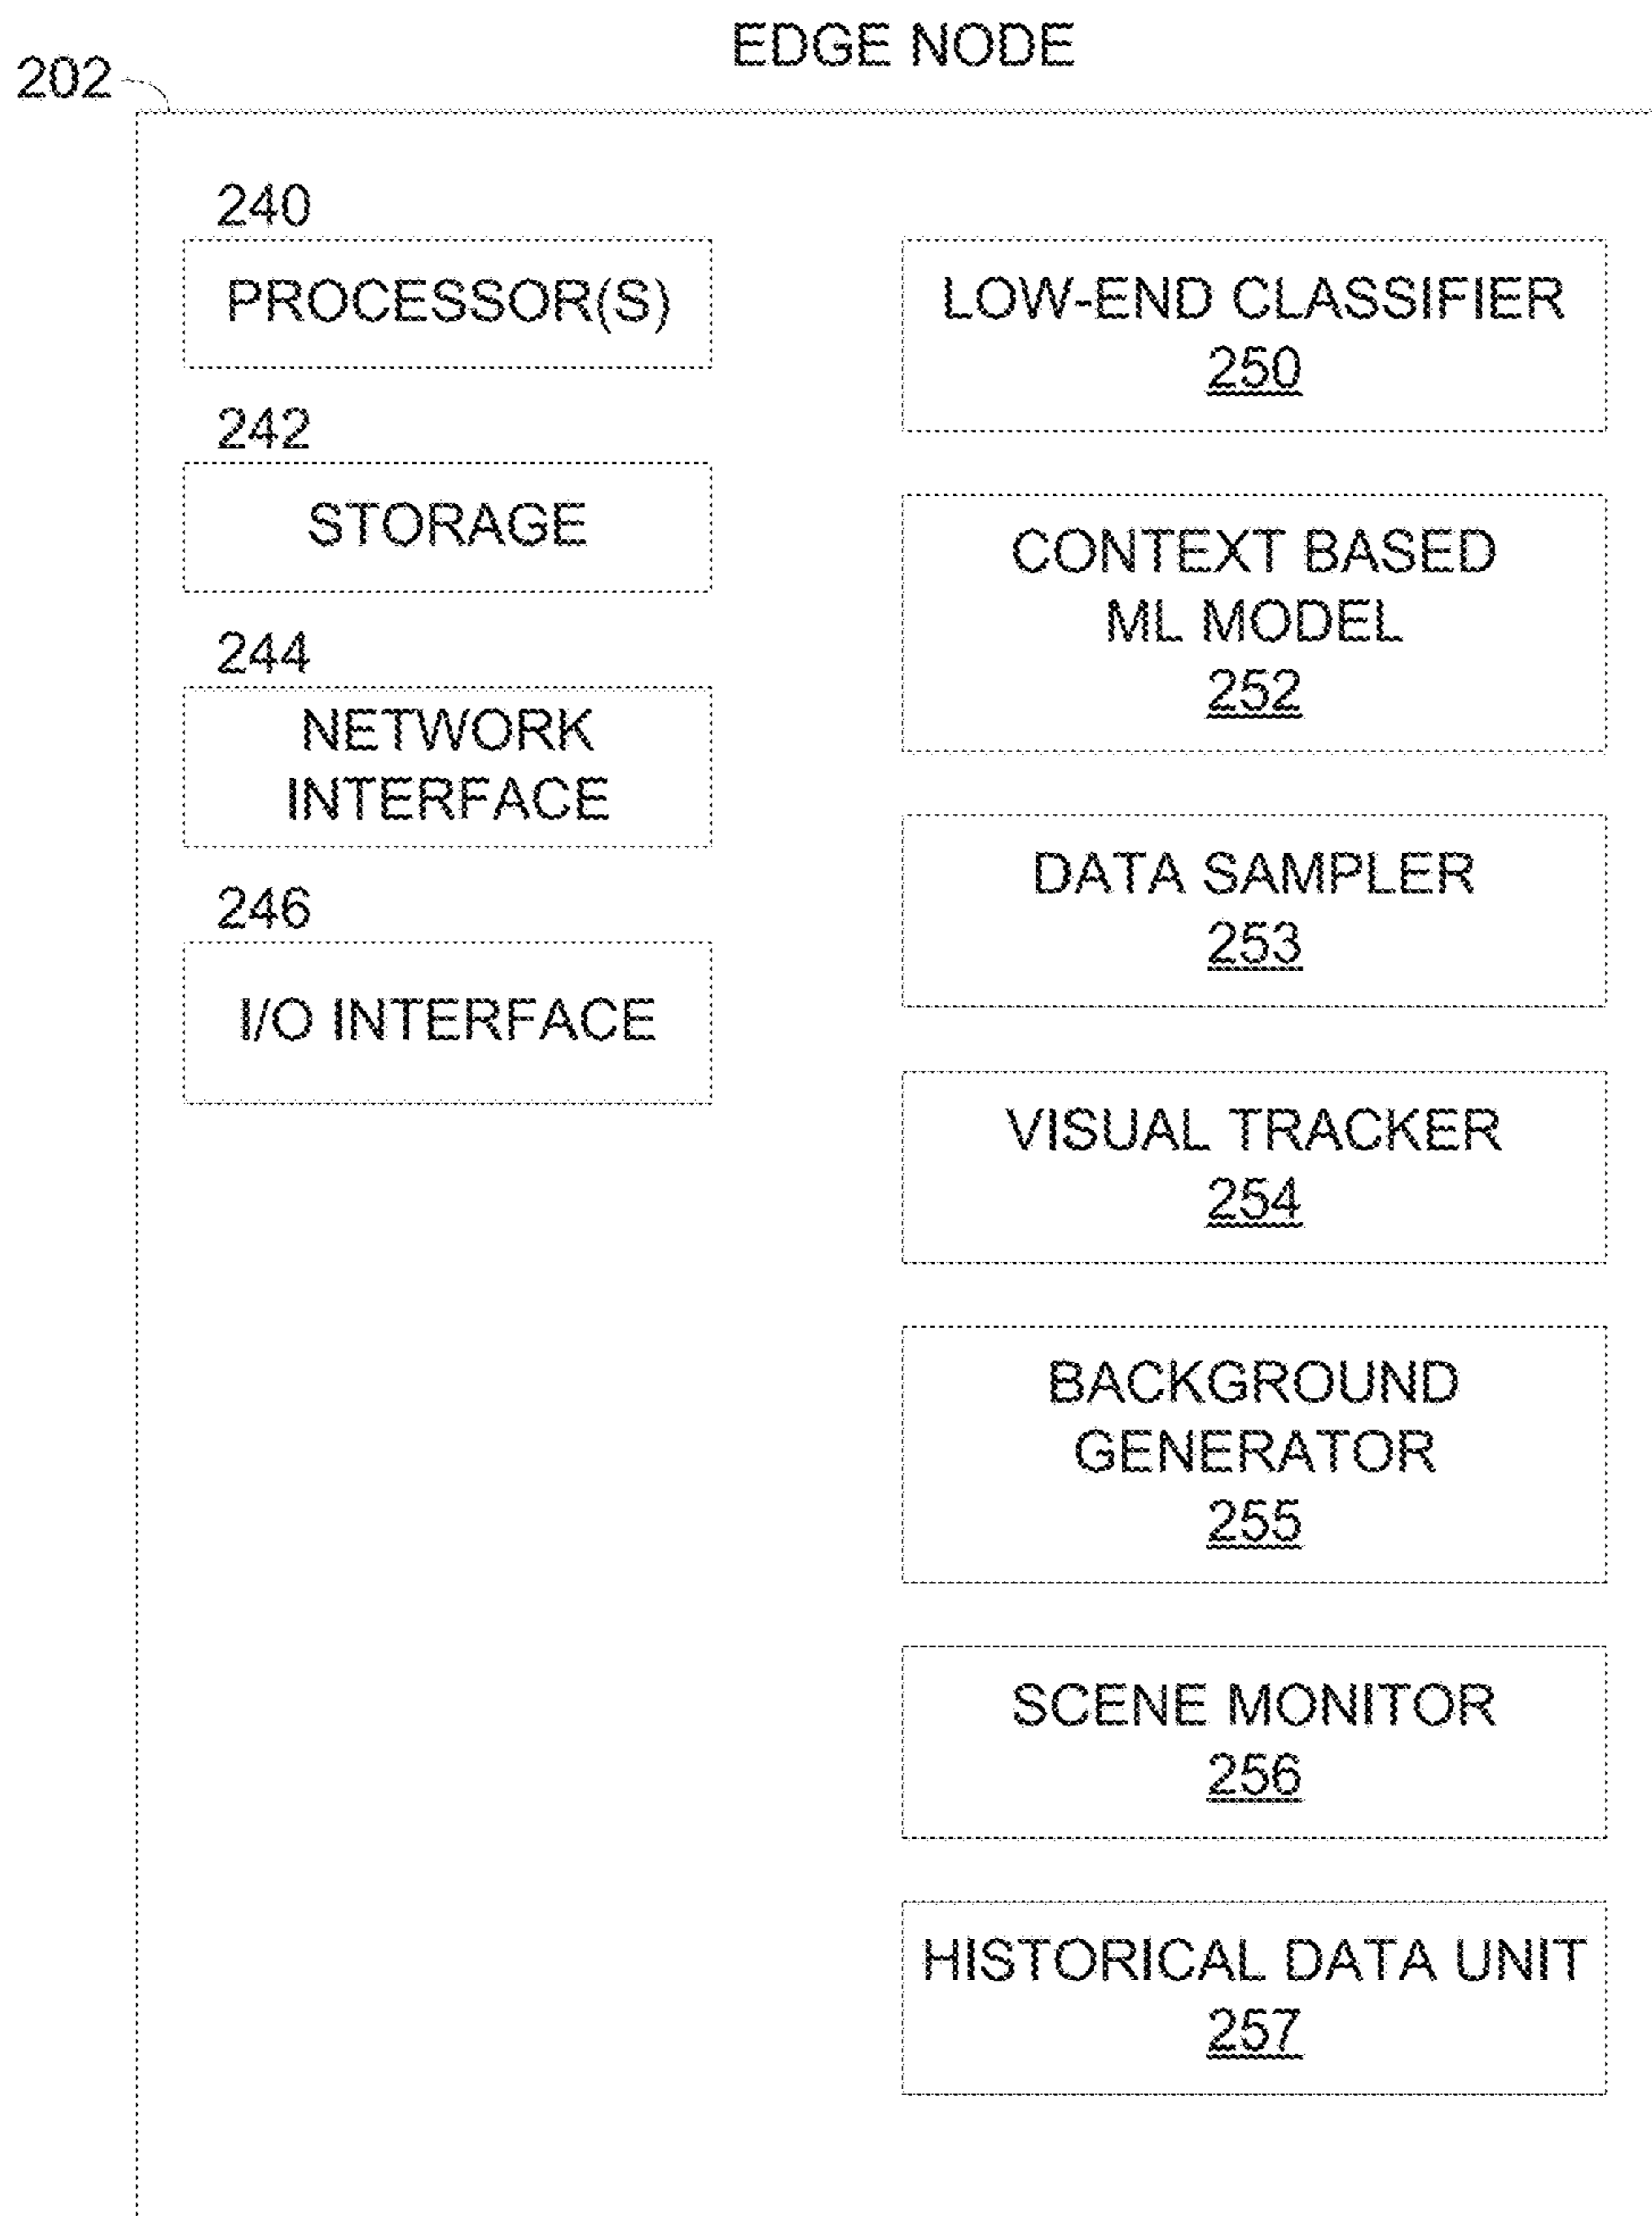 EDGE NODE
202
240
PROCESSOR(S)
242
STORAGE
244
NETWORK
INTERFACE
246
I/O INTERFACE
LOW-END CLASSIFIER
250
CONTEXT BASED
ML MODEL
252
DATA SAMPLER
253
VISUAL TRACKER
254
BACKGROUND
GENERATOR
255
SCENE MONITOR
256
HISTORICAL DATA UNIT
257